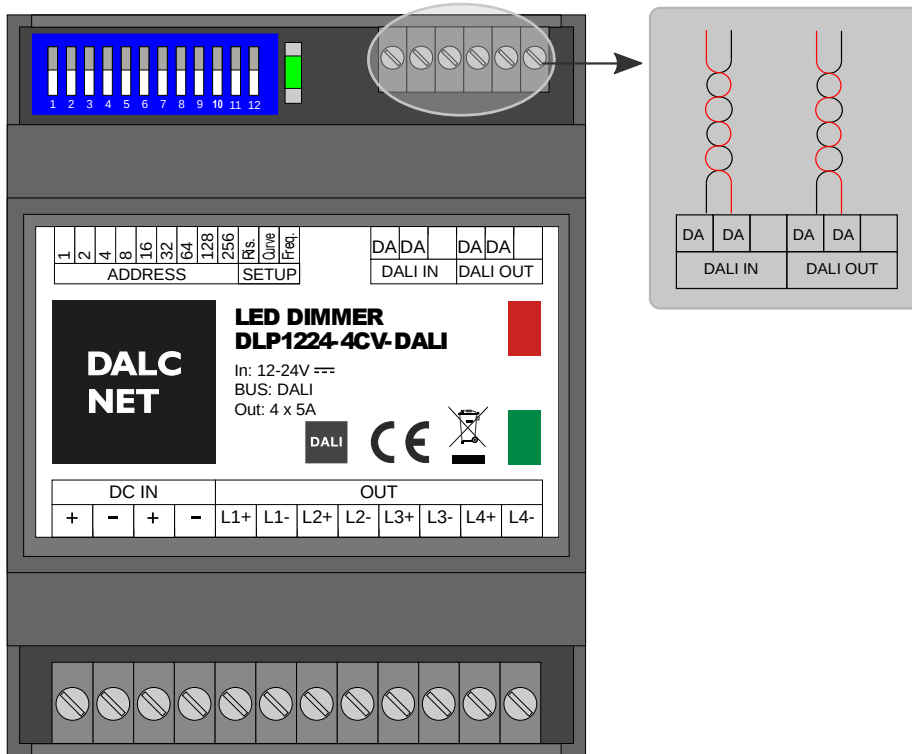 1 2 3 4 5 6 7 8 9 10 11 12
DA DA DA DA
DALI IN DALI OUT
1 2 4 8 16 32 64 128 256 Ris. Curve Freq.
ADDRESS SETUP
DA DA DA DA
DALI IN DALI OUT
DALC
NET
LED DIMMER
DLP1224-4CV-DALI
In: 12-24V ⎓
BUS: DALI
Out: 4 x 5A
DALI CE
DC IN OUT
+ - + - L1+ L1- L2+ L2- L3+ L3- L4+ L4-